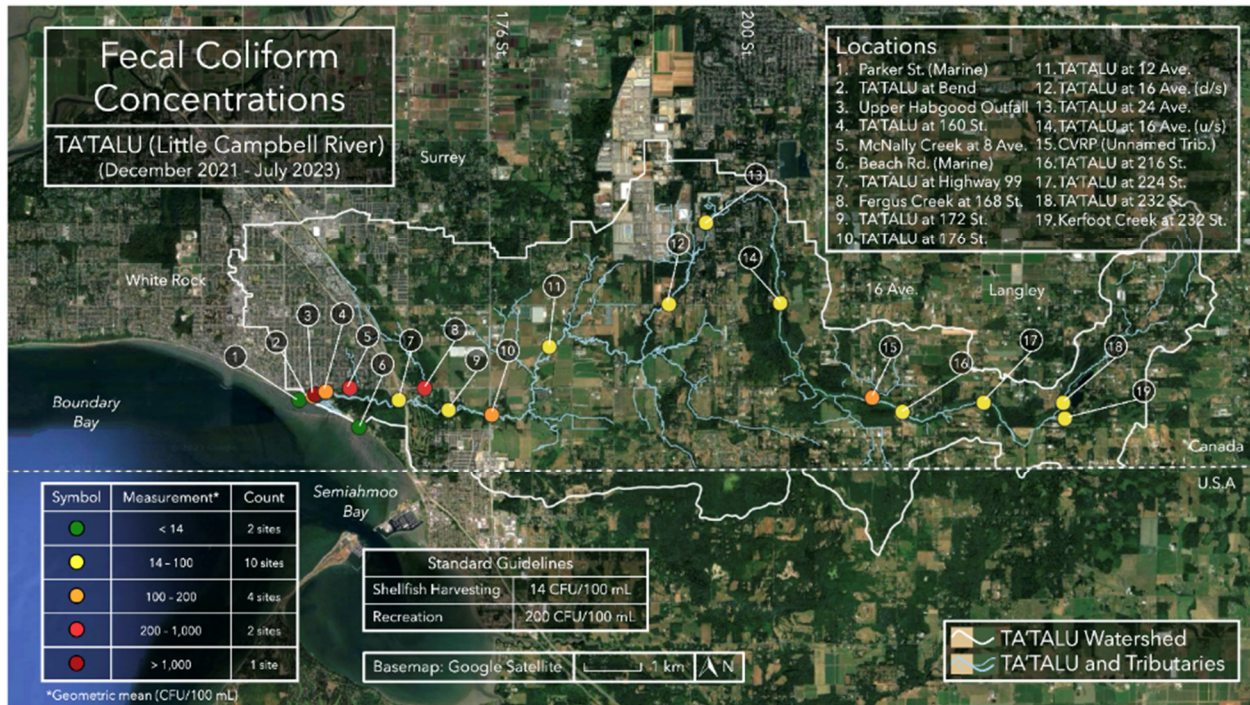 Fecal Coliform
Concentrations
TA'TALU (Little Campbell River)
(December 2021 - July 2023)
176 St.
200 St.
Locations
1. Parker St. (Marine)
2. TA'TALU at Bend
3. Upper Habgood Outfall
4. TA'TALU at 160 St.
5. McNally Creek at 8 Ave.
6. Beach Rd. (Marine)
7. TA'TALU at Highway 99
8. Fergus Creek at 168 St.
9. TA'TALU at 172 St.
10. TA'TALU at 176 St.
11. TA'TALU at 12 Ave.
12. TA'TALU at 16 Ave. (d/s)
13. TA'TALU at 24 Ave.
14. TA'TALU at 16 Ave. (u/s)
15. CVRP (Unnamed Trib.)
16. TA'TALU at 216 St.
17. TA'TALU at 224 St.
18. TA'TALU at 232 St.
19. Kerfoot Creek at 232 St.
Surrey
White Rock
16 Ave.
Langley
13
12
14
11
3
4
5
7
8
10
2
1
6
9
15
16
17
18
19
Boundary
Bay
Semiahmoo
Bay
Canada
U.S.A
Symbol Measurement* Count
< 14 2 sites
14 – 100 10 sites
100 - 200 4 sites
200 - 1,000 2 sites
> 1,000 1 site
*Geometric mean (CFU/100 mL)
Standard Guidelines
Shellfish Harvesting 14 CFU/100 mL
Recreation 200 CFU/100 mL
Basemap: Google Satellite 1 km N
TA'TALU Watershed
TA'TALU and Tributaries